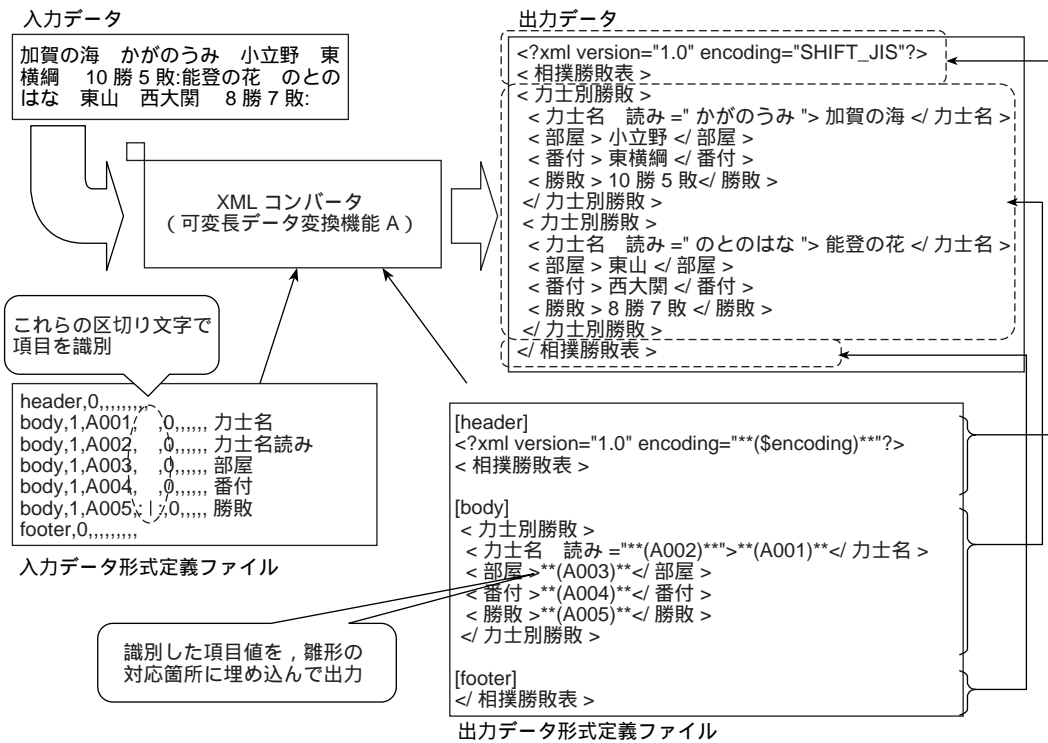 入力データ
加賀の海　かがのうみ　小立野　東
横綱　10 勝 5 敗:能登の花　のとの
はな　東山　西大関　8 勝 7 敗:
XML コンバータ
( 可変長データ変換機能 A )
出力データ
<?xml version="1.0" encoding="SHIFT_JIS"?>
< 相撲勝敗表 >
< 力士別勝敗 >
< 力士名　読み =" かがのうみ "> 加賀の海 </ 力士名 >
< 部屋 > 小立野 </ 部屋 >
< 番付 > 東横綱 </ 番付 >
< 勝敗 > 10 勝 5 敗</ 勝敗 >
</ 力士別勝敗 >
< 力士別勝敗 >
< 力士名　読み =" のとのはな "> 能登の花 </ 力士名 >
< 部屋 > 東山 </ 部屋 >
< 番付 > 西大関 </ 番付 >
< 勝敗 > 8 勝 7 敗 </ 勝敗 >
</ 力士別勝敗 >
</ 相撲勝敗表 >
これらの区切り文字で
項目を識別
header,0,,,,,,,,,
body,1,A001,　,0,,,,,, 力士名
body,1,A002,　,0,,,,,, 力士名読み
body,1,A003,　,0,,,,,, 部屋
body,1,A004,　,0,,,,,, 番付
body,1,A005,: | :,0,,,,, 勝敗
footer,0,,,,,,,,,
入力データ形式定義ファイル
識別した項目値を , 雛形の
対応箇所に埋め込んで出力
[header]
<?xml version="1.0" encoding="**($encoding)**"?>
< 相撲勝敗表 >
[body]
< 力士別勝敗 >
< 力士名　読み ="**(A002)**">**(A001)**</ 力士名 >
< 部屋 >**(A003)**</ 部屋 >
< 番付 >**(A004)**</ 番付 >
< 勝敗 >**(A005)**</ 勝敗 >
</ 力士別勝敗 >
[footer]
</ 相撲勝敗表 >
出力データ形式定義ファイル